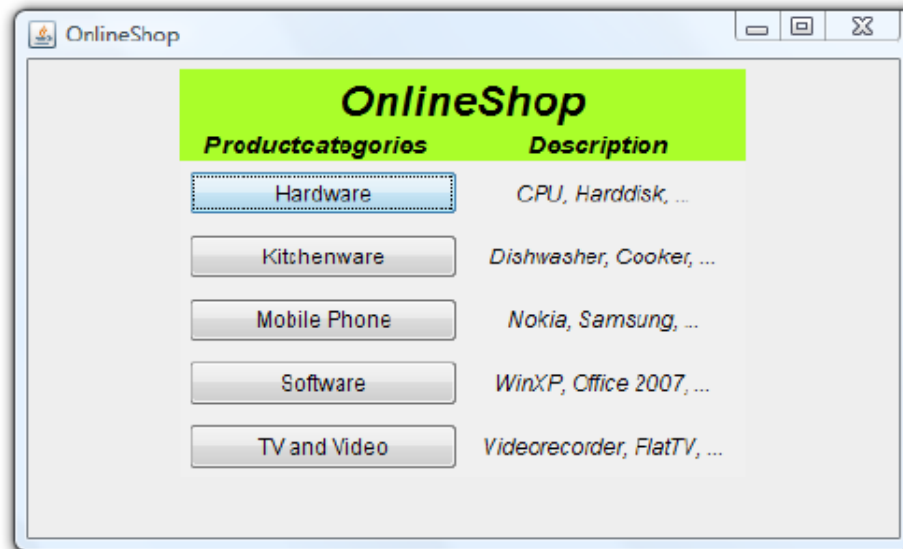 OnlineShop
OnlineShop
Productcategories Description
Hardware CPU, Harddisk, ...
Kitchenware Dishwasher, Cooker, ...
Mobile Phone Nokia, Samsung, ...
Software WinXP, Office 2007, ...
TV and Video Videorecorder, FlatTV, ...